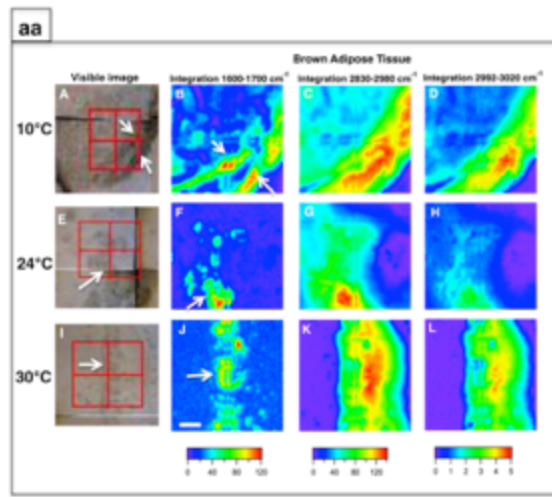 aa
Brown Adipose Tissue
Visible image Integration 1600-1700 cm-1 Integration 2830-2980 cm-1 Integration 2992-3020 cm-1
10°C A B C D
24°C E F G H
30°C I J K L
0 40 80 120 0 40 80 120 0 1 2 3 4 5